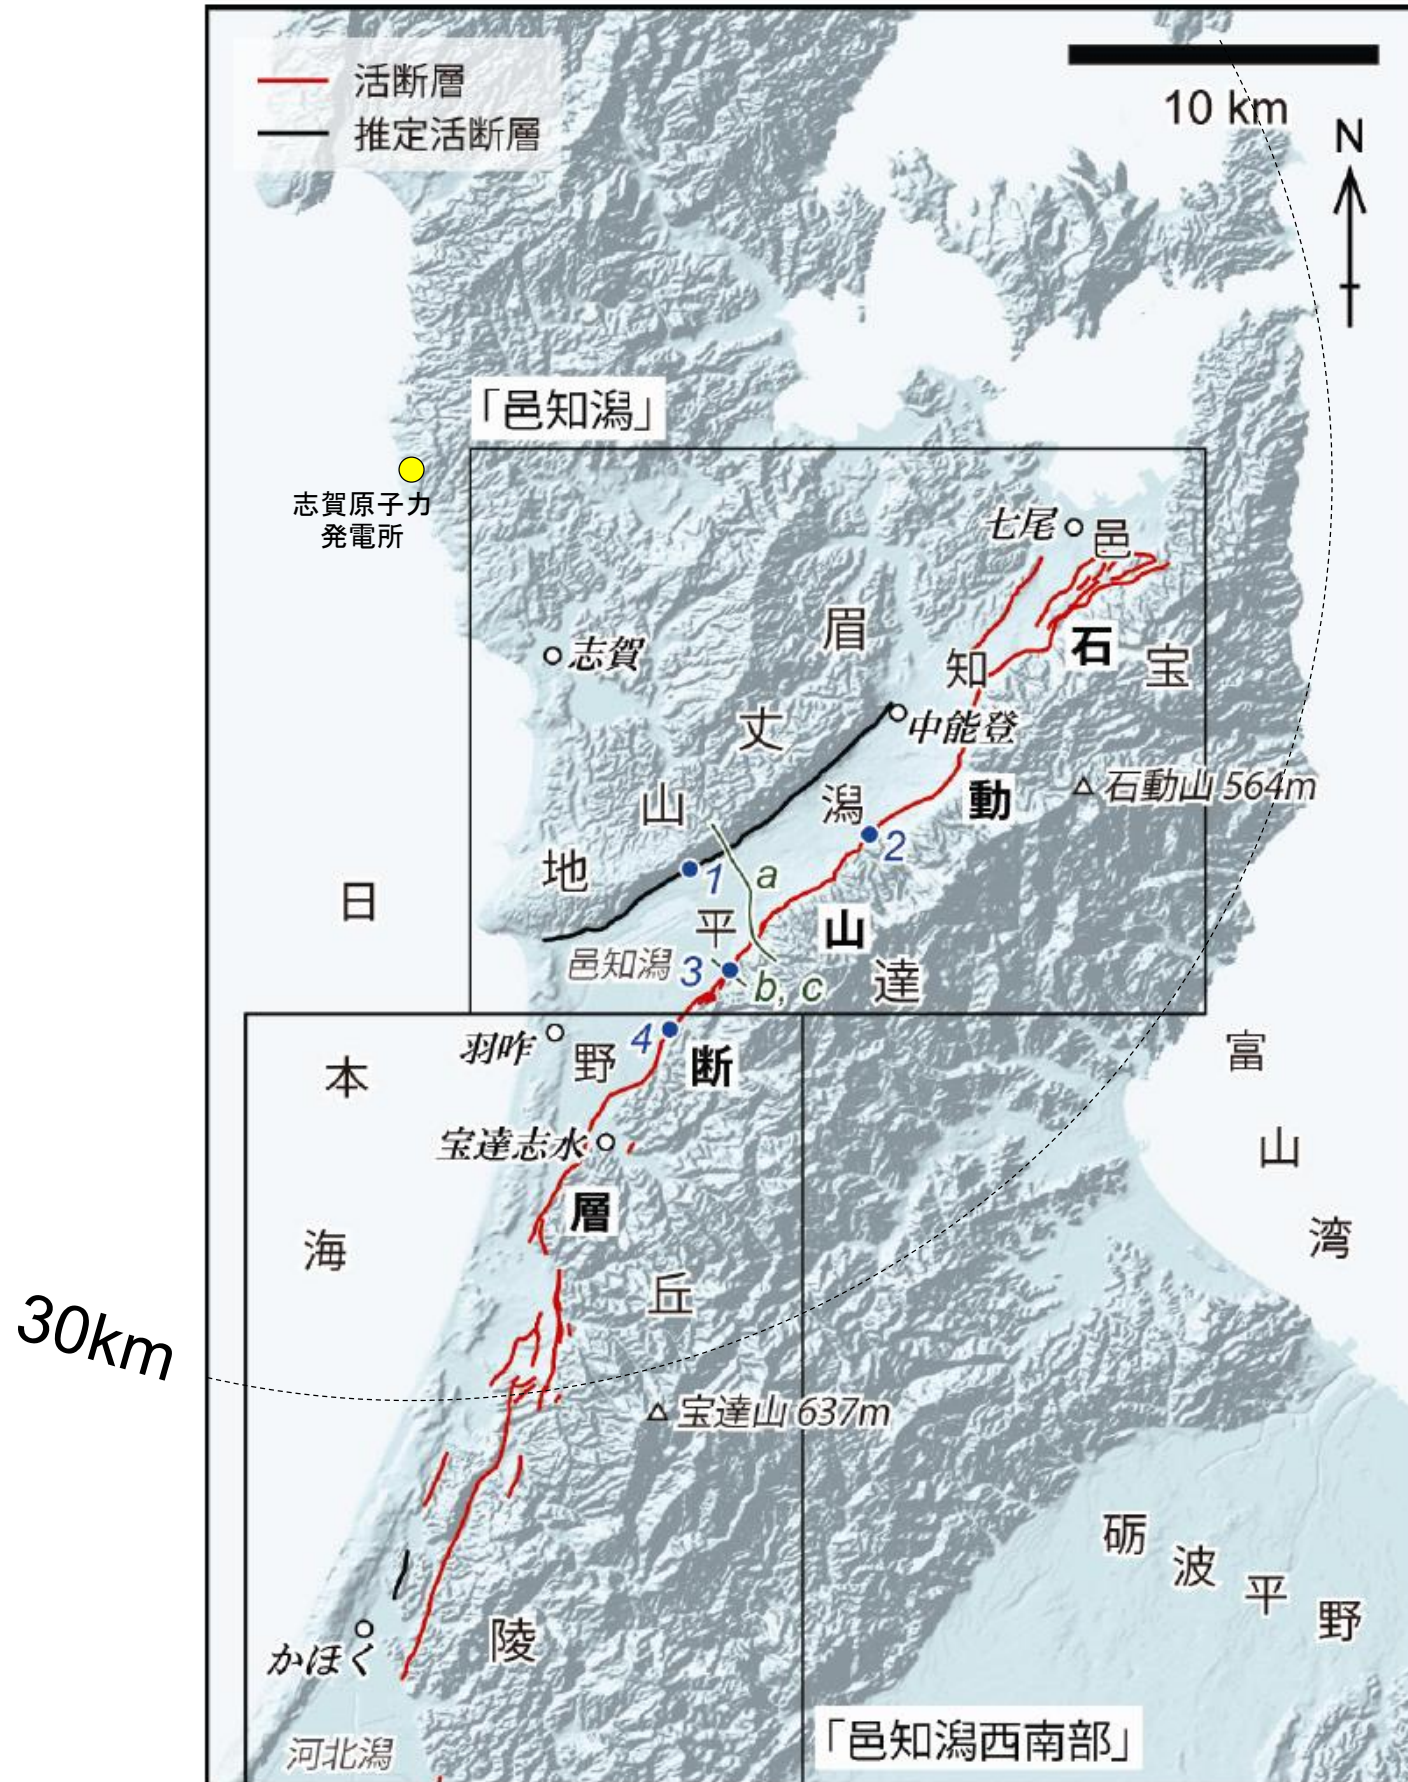 活断層
推定活断層
10 km
N
「邑知潟」
志賀原子力
発電所
七尾
邑
石
宝
眉
知
志賀
丈
中能登
石動山 564m
山
潟
動
2
地
1
a
日
平
山
邑知潟
3
b, c
達
羽咋
野
4
断
本
富
宝達志水
山
層
海
湾
丘
30km
宝達山 637m
砺
波
平
野
陵
かほく
河北潟
「邑知潟西南部」